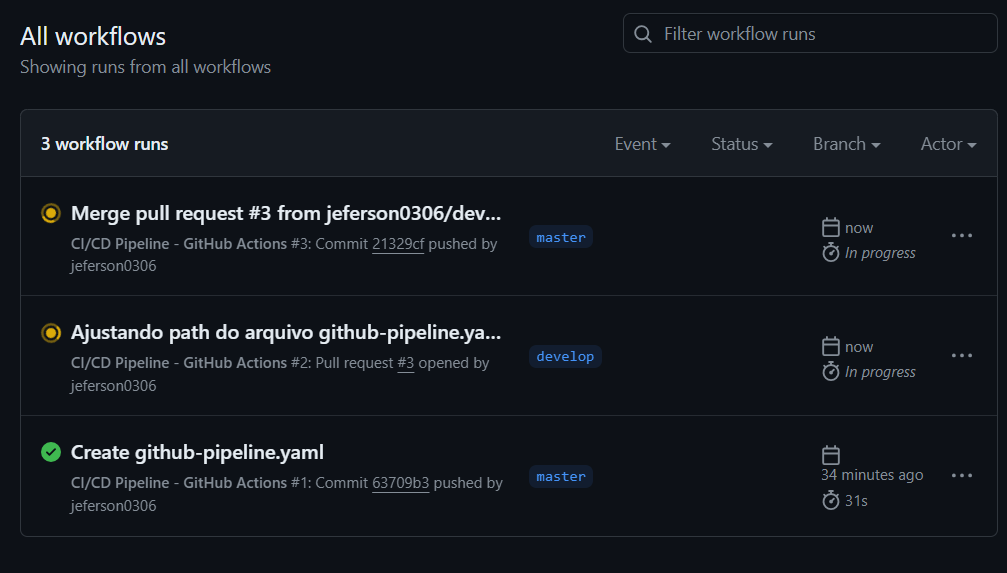 All workflows
Filter workflow runs
Showing runs from all workflows
3 workflow runs
Event
Status
Branch
Actor
Merge pull request #3 from jeferson0306/dev...
CI/CD Pipeline - GitHub Actions #3: Commit 21329cf pushed by
jeferson0306
master
now
In progress
Ajustando path do arquivo github-pipeline.ya...
CI/CD Pipeline - GitHub Actions #2: Pull request #3 opened by
jeferson0306
develop
now
In progress
Create github-pipeline.yaml
CI/CD Pipeline - GitHub Actions #1: Commit 63709b3 pushed by
jeferson0306
master
34 minutes ago
31s